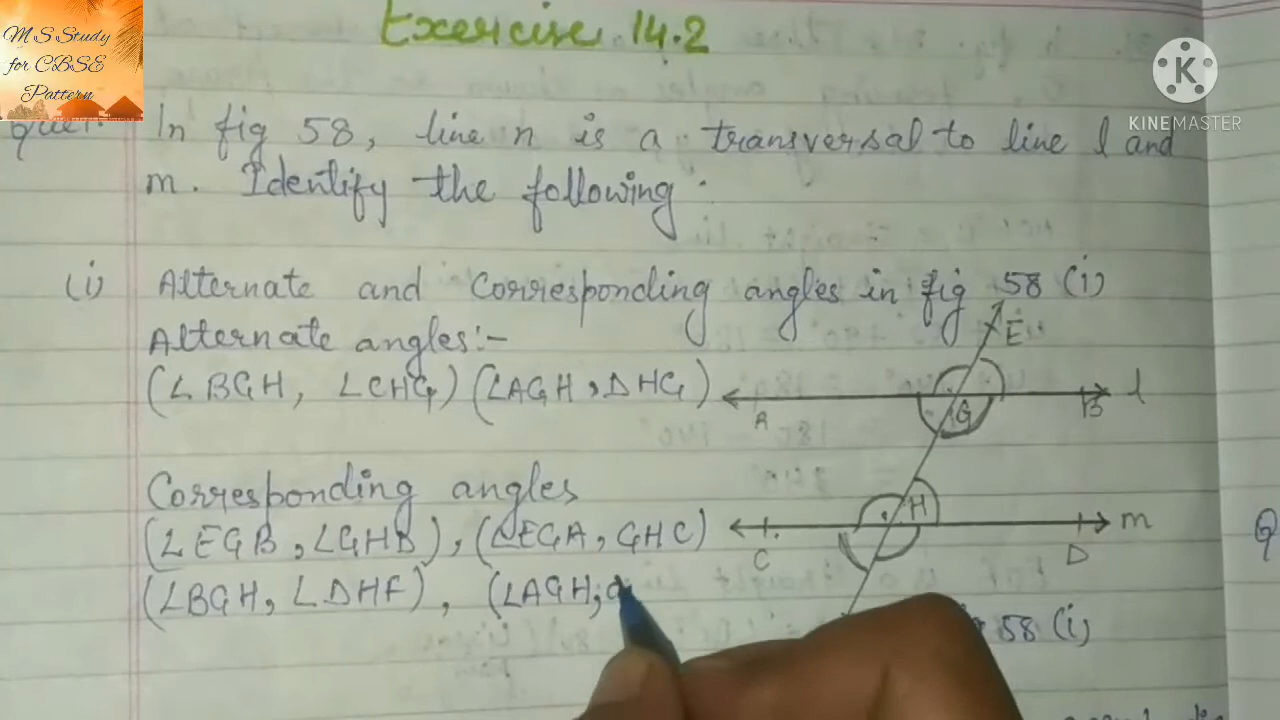 M S Study
for CBSE
Pattern
Exercise 14.2
K
KINEMASTER
In fig 58, line n is a transversal to line l and
m. Identify the following:
(i) Alternate and Corresponding angles in fig 58 (i)
Alternate angles:-
(∠BGH, ∠CHG) (∠AGH, DHG)
E
A G B l
Corresponding angles
(∠EGB, ∠GHB), (∠EGA, GHC)
H
C D m
(∠BGH, ∠DHF), (∠AGH,
58 (i)
Q